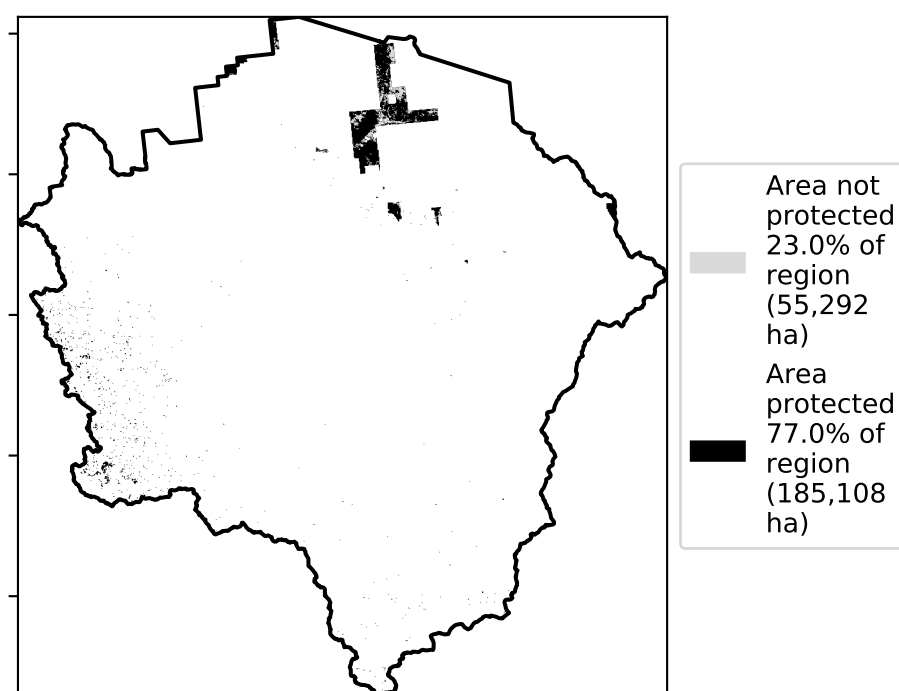 Area not
protected
23.0% of
region
(55,292
ha)
Area
protected
77.0% of
region
(185,108
ha)